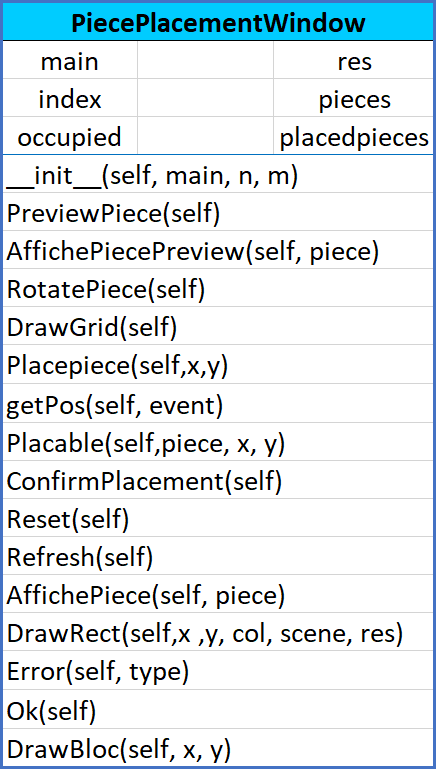 PiecePlacementWindow
main res
index pieces
occupied placedpieces
__init__(self, main, n, m)
PreviewPiece(self)
AffichePiecePreview(self, piece)
RotatePiece(self)
DrawGrid(self)
Placepiece(self,x,y)
getPos(self, event)
Placable(self,piece, x, y)
ConfirmPlacement(self)
Reset(self)
Refresh(self)
AffichePiece(self, piece)
DrawRect(self,x ,y, col, scene, res)
Error(self, type)
Ok(self)
DrawBloc(self, x, y)